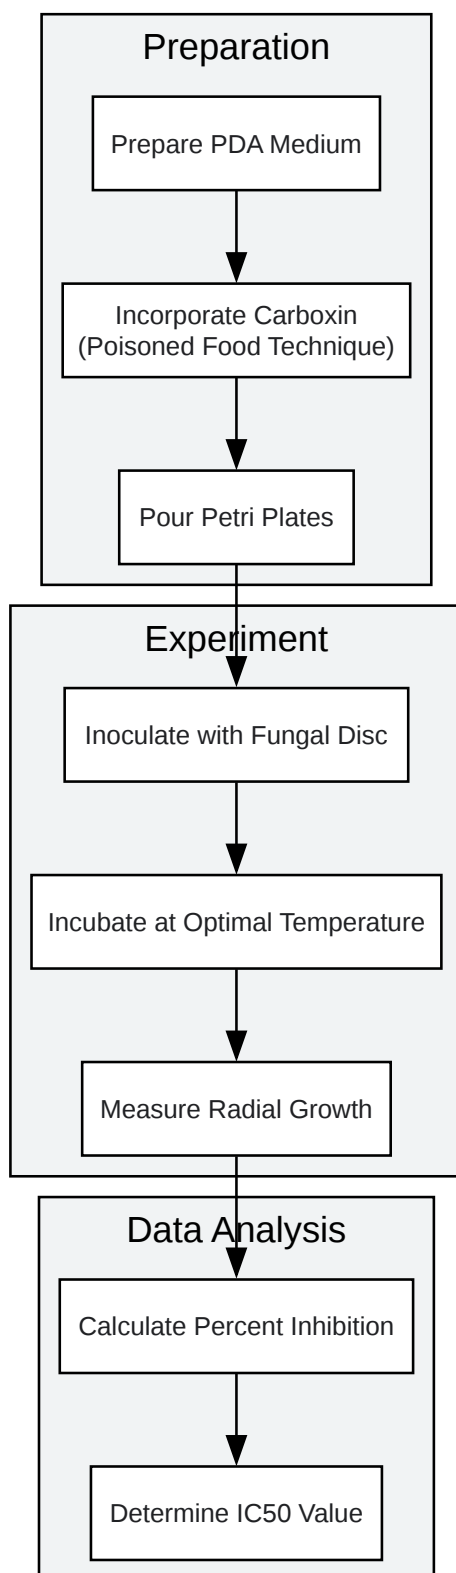 Preparation
Prepare PDA Medium
Incorporate Carboxin
(Poisoned Food Technique)
Pour Petri Plates
Experiment
Inoculate with Fungal Disc
Incubate at Optimal Temperature
Measure Radial Growth
Data Analysis
Calculate Percent Inhibition
Determine IC50 Value